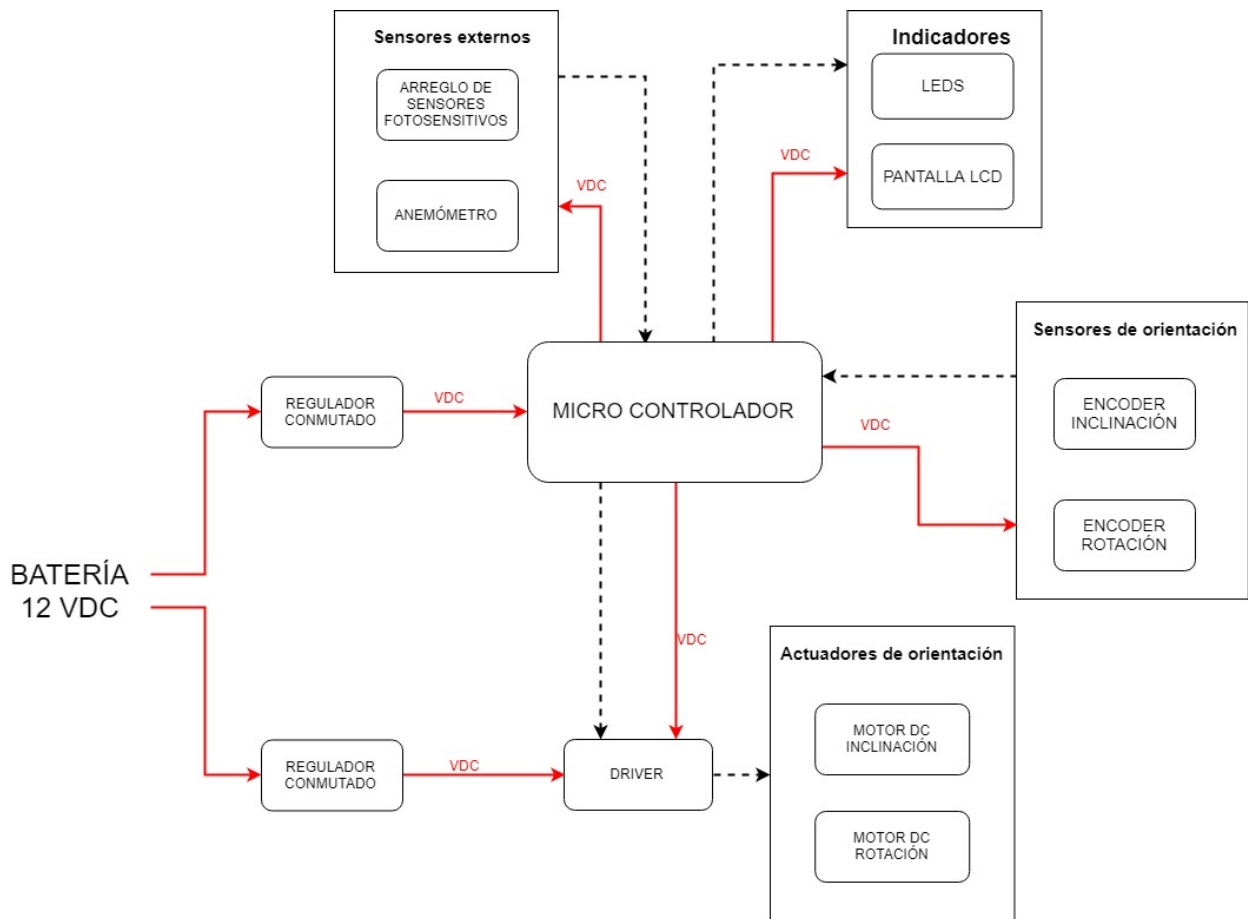 Sensores externos
ARREGLO DE
SENSORES
FOTOSENSITIVOS
ANEMÓMETRO
Indicadores
LEDS
PANTALLA LCD
VDC
VDC
Sensores de orientación
ENCODER
INCLINACIÓN
ENCODER
ROTACIÓN
REGULADOR
CONMUTADO
VDC
MICRO CONTROLADOR
VDC
BATERÍA
12 VDC
VDC
Actuadores de orientación
MOTOR DC
INCLINACIÓN
MOTOR DC
ROTACIÓN
REGULADOR
CONMUTADO
VDC
DRIVER